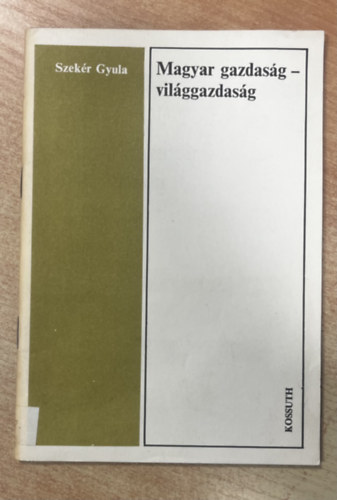 Szekér Gyula
Magyar gazdaság –
világgazdaság
KOSSUTH